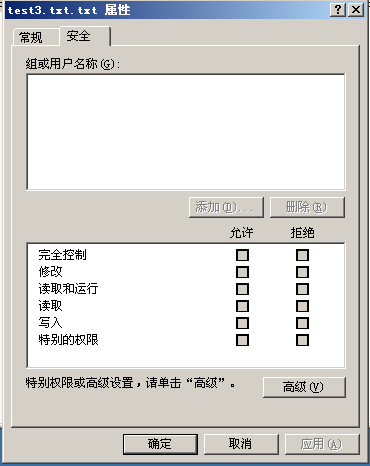 test3.txt.txt 属性
常规 安全
组或用户名称(G):
添加(D)... 删除(R)
允许 拒绝
完全控制
修改
读取和运行
读取
写入
特别的权限
特别权限或高级设置，请单击“高级”。
高级(V)
确定 取消 应用(A)